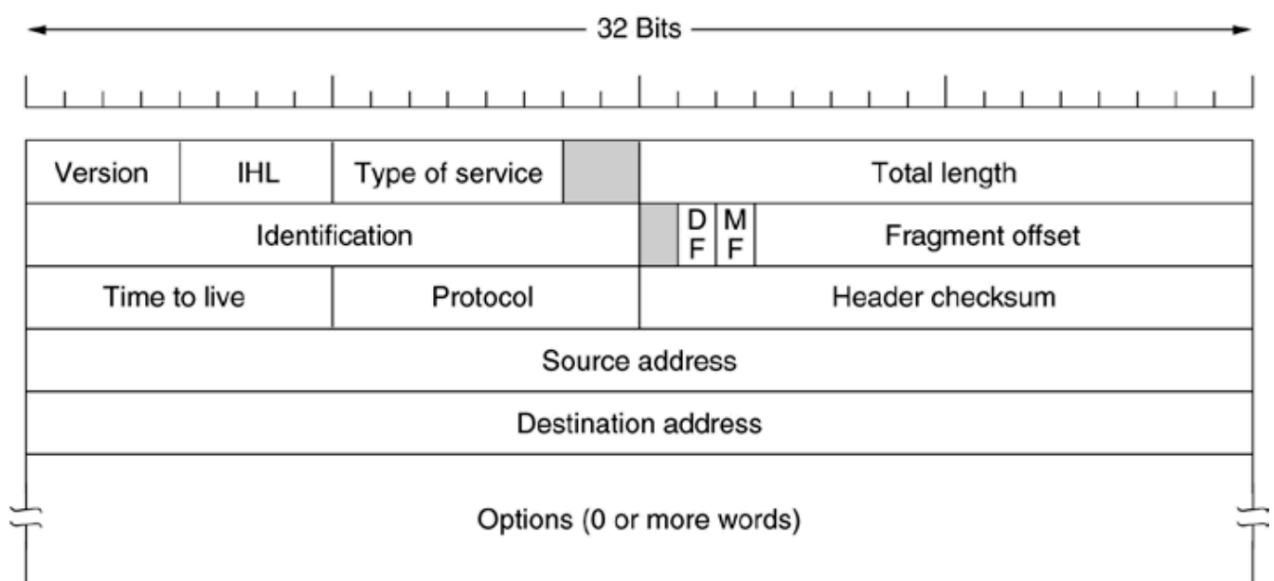 32 Bits
Version IHL Type of service Total length
Identification D F M F Fragment offset
Time to live Protocol Header checksum
Source address
Destination address
Options (0 or more words)